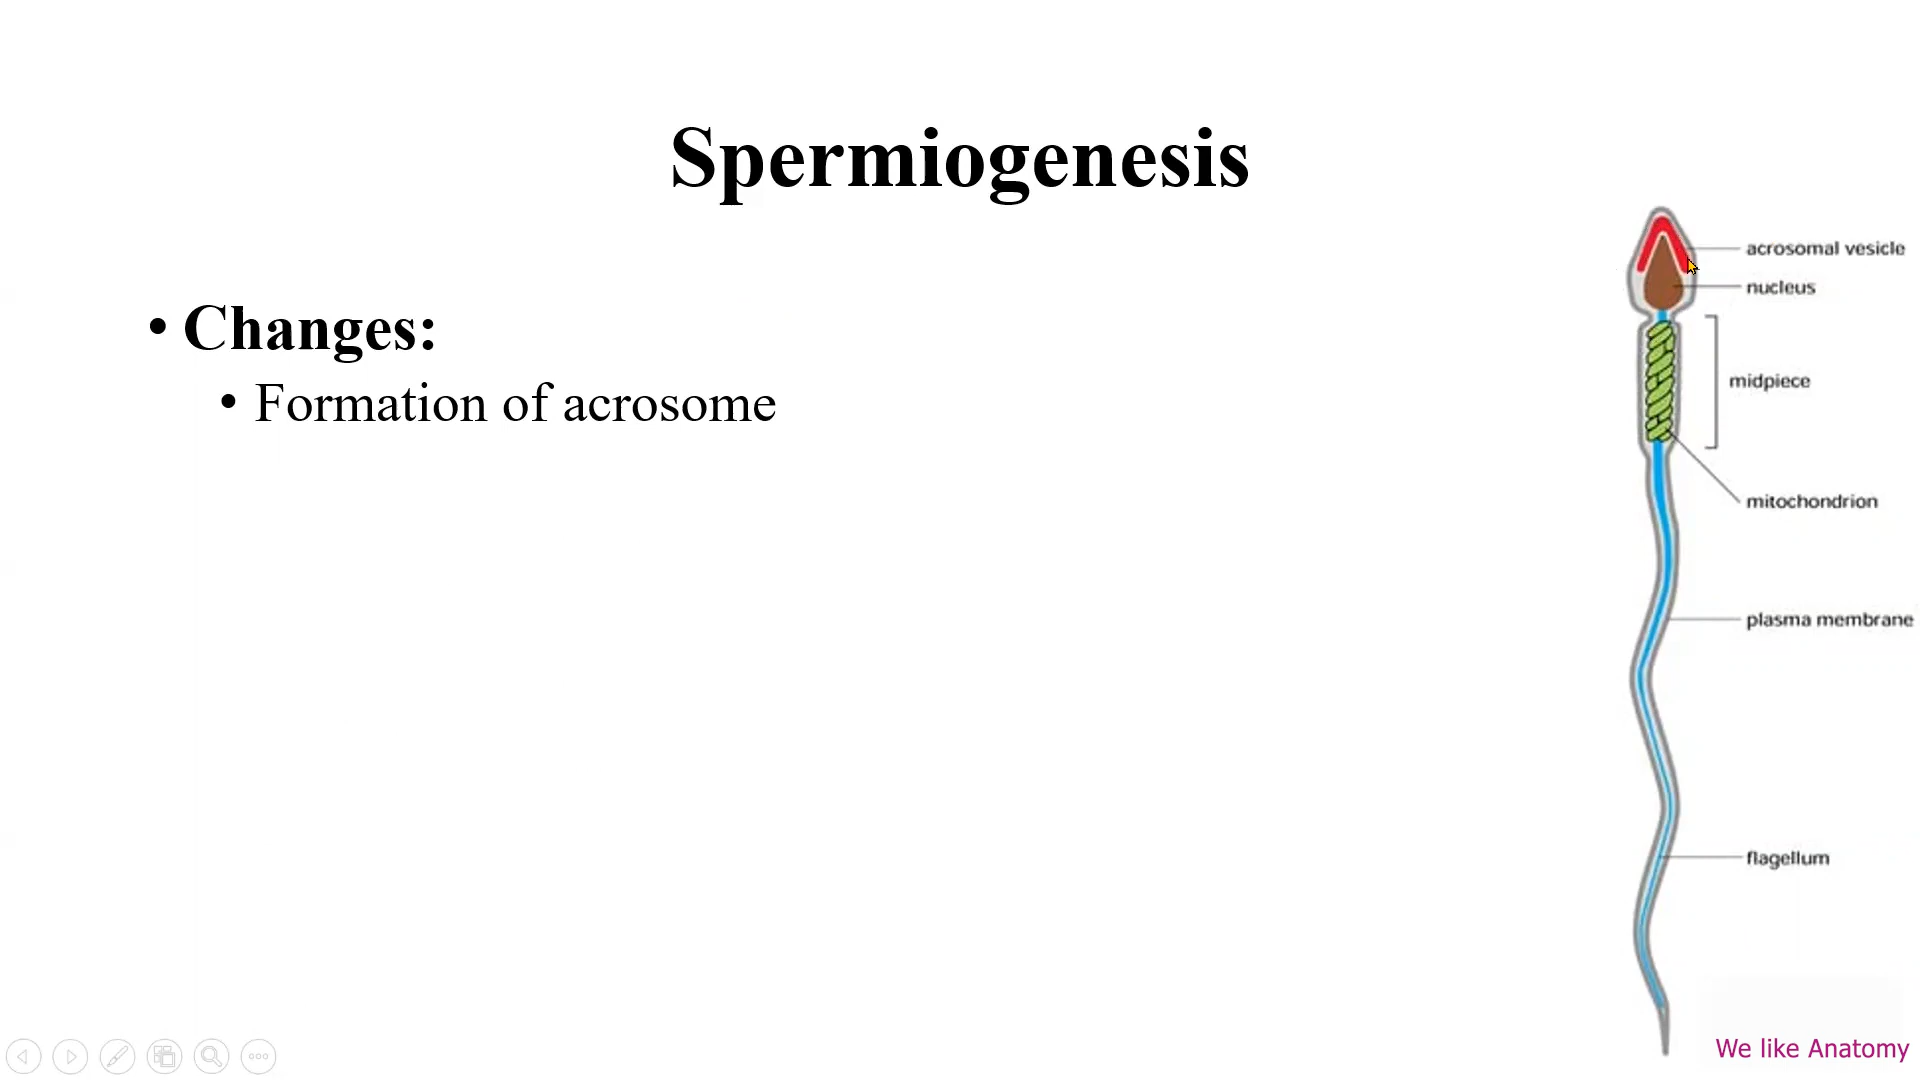 Spermiogenesis
• Changes:
• Formation of acrosome
acrosomal vesicle
nucleus
midpiece
mitochondrion
plasma membrane
flagellum
We like Anatomy